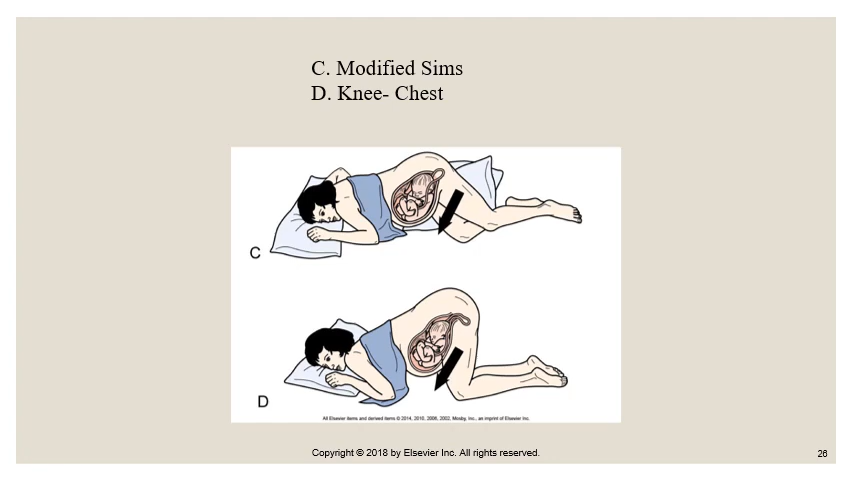 C. Modified Sims
D. Knee- Chest
C
D
All Elsevier items and derived items © 2014, 2010, 2006, 2002, Mosby, Inc., an imprint of Elsevier Inc.
Copyright © 2018 by Elsevier Inc. All rights reserved.
26